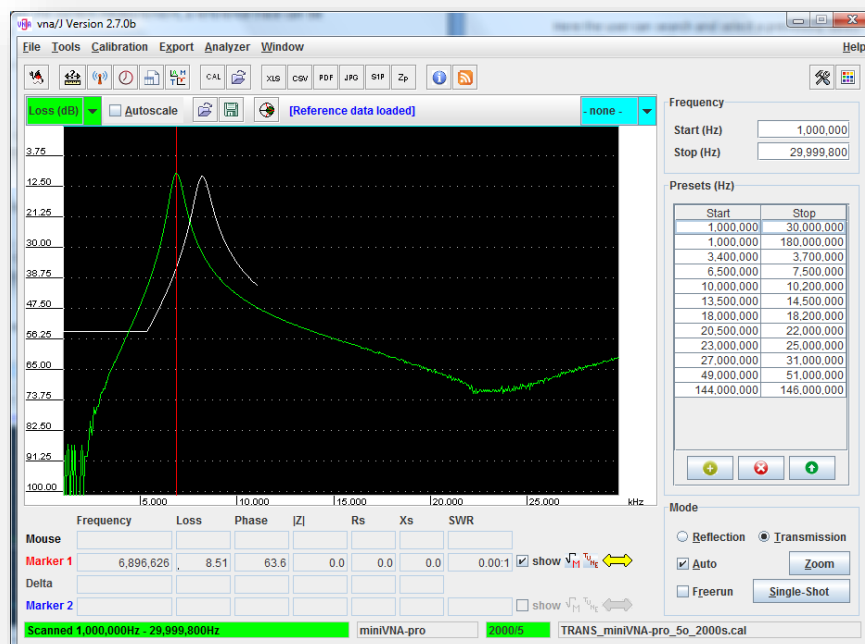 Here the user can search and select a
vna/J Version 2.7.0b
File Tools Calibration Export Analyzer Window Help
CAL XLS CSV PDF JPG S1P Zp
Loss (dB) Autoscale [Reference data loaded] - none -
3.75
12.50
21.25
30.00
38.75
47.50
56.25
65.00
73.75
82.50
91.25
100.00
5,000 10,000 15,000 20,000 25,000 kHz
Frequency
Start (Hz) 1,000,000
Stop (Hz) 29,999,800
Presets (Hz)
Start Stop
1,000,000 30,000,000
1,000,000 180,000,000
3,400,000 3,700,000
6,500,000 7,500,000
10,000,000 10,200,000
13,500,000 14,500,000
18,000,000 18,200,000
20,500,000 22,000,000
23,000,000 25,000,000
27,000,000 31,000,000
49,000,000 51,000,000
144,000,000 146,000,000
Mode
Reflection Transmission
Auto Zoom
Freerun Single-Shot
Frequency Loss Phase |Z| Rs Xs SWR
Mouse
Marker 1 6,896,626 8.51 63.6 0.0 0.0 0.0 0.00:1 show
Delta
Marker 2 show
Scanned 1,000,000Hz - 29,999,800Hz miniVNA-pro 2000/5 TRANS_miniVNA-pro_5o_2000s.cal